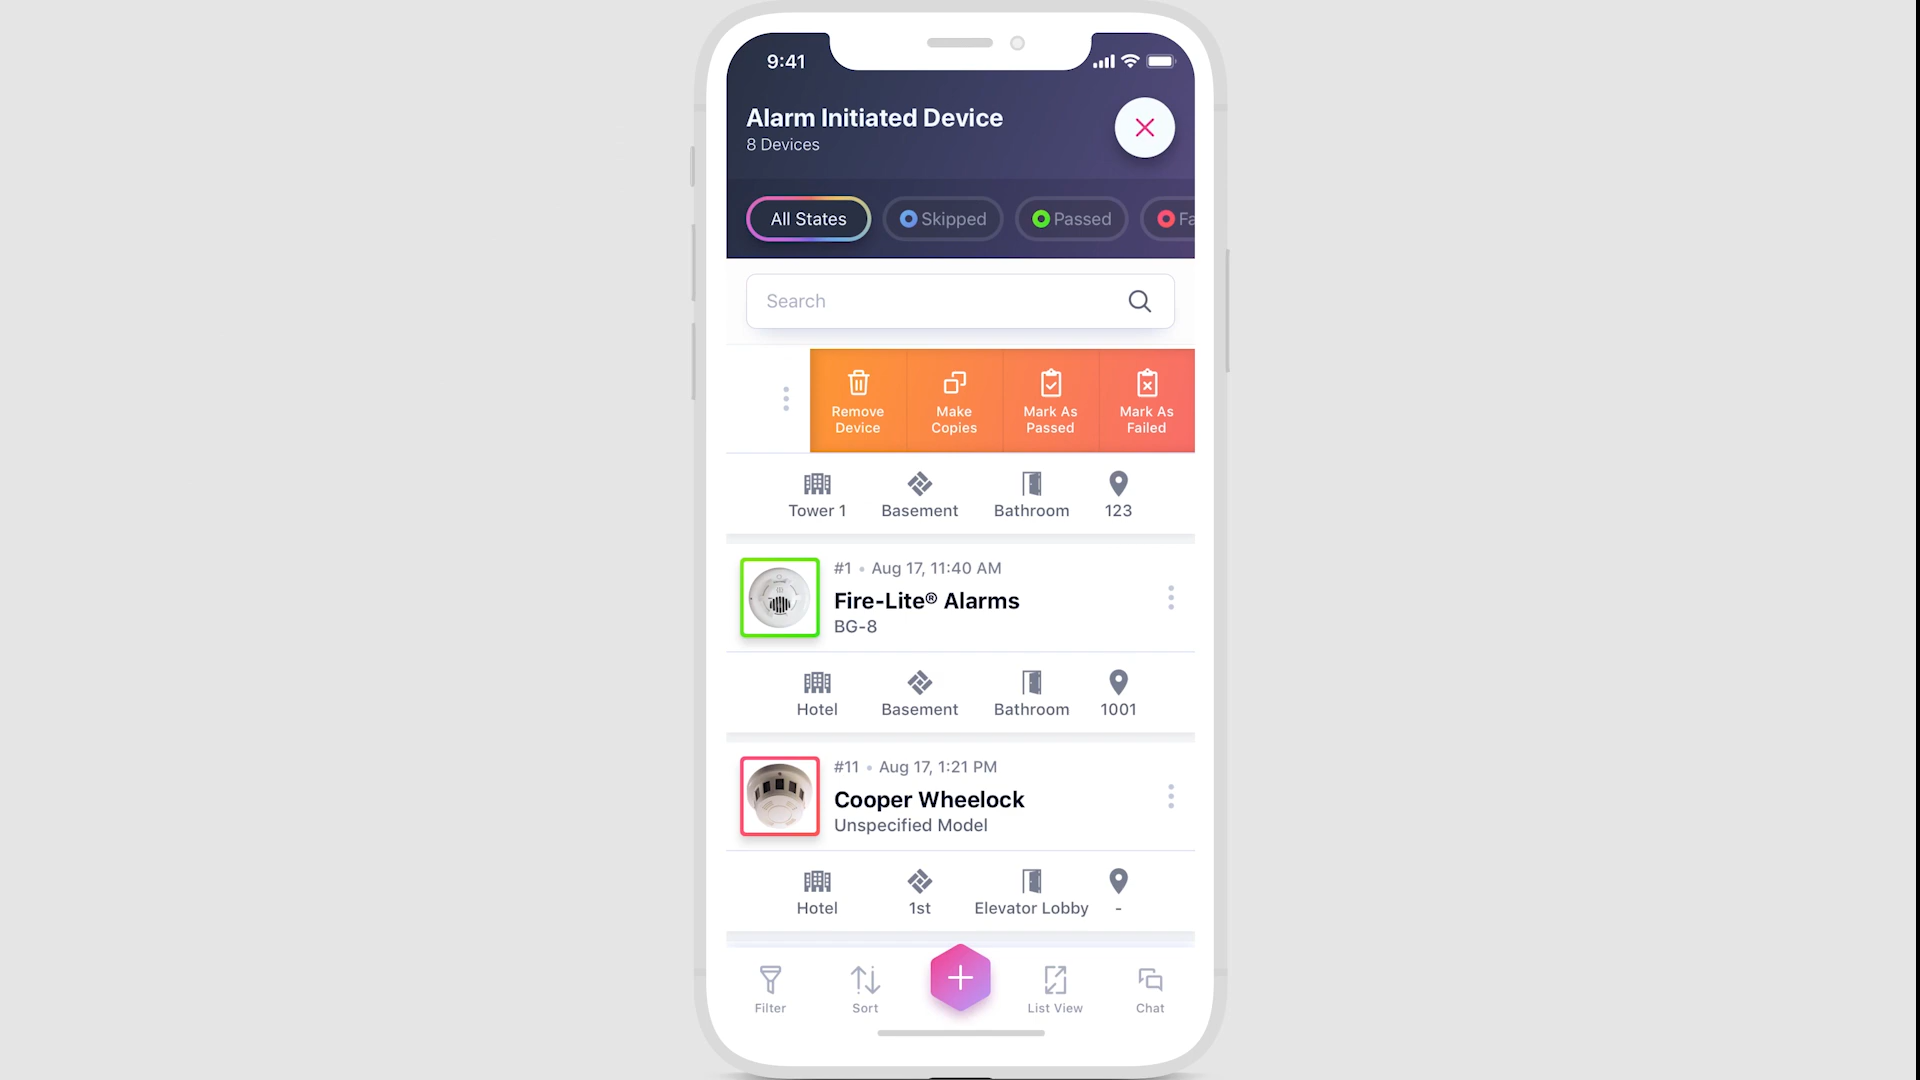 9:41
Alarm Initiated Device
8 Devices
All States
Skipped
Passed
Fa
Search
Remove
Device
Make
Copies
Mark As
Passed
Mark As
Failed
Tower 1
Basement
Bathroom
123
#1 • Aug 17, 11:40 AM
Fire-Lite® Alarms
BG-8
Hotel
Basement
Bathroom
1001
#11 • Aug 17, 1:21 PM
Cooper Wheelock
Unspecified Model
Hotel
1st
Elevator Lobby
-
Filter
Sort
List View
Chat